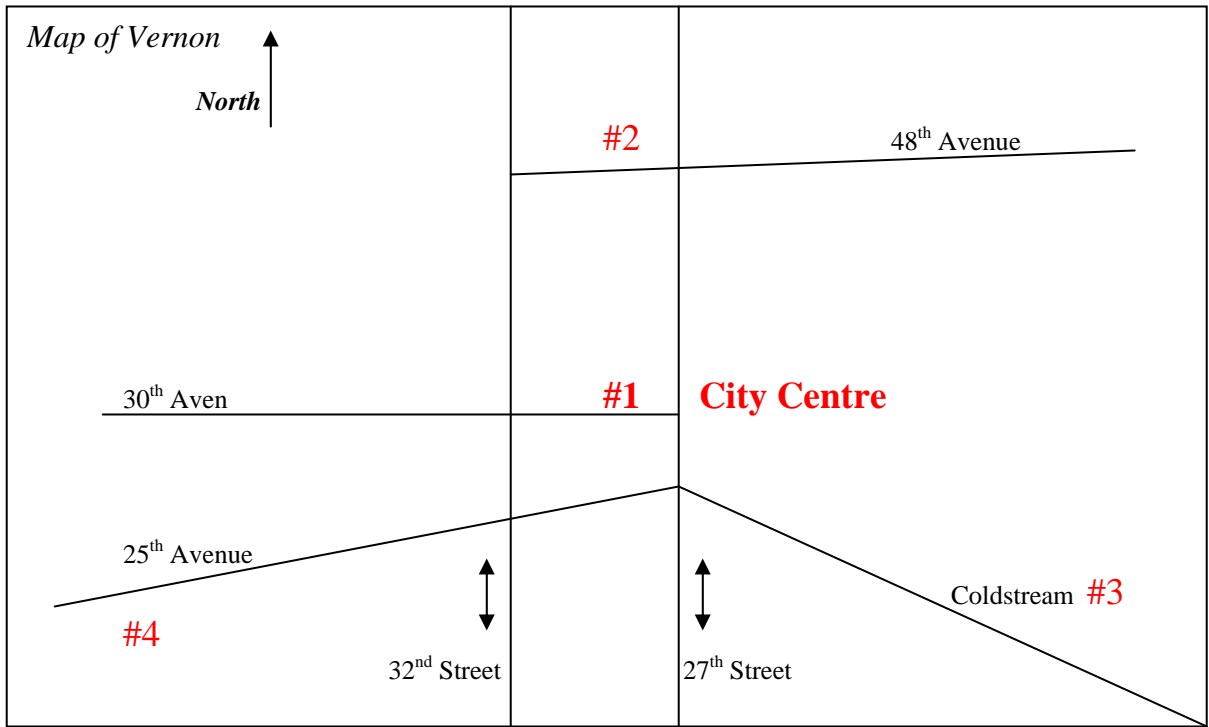 Map of Vernon
North
#2
48th Avenue
30th Aven
#1
City Centre
25th Avenue
Coldstream #3
#4
32nd Street
27th Street